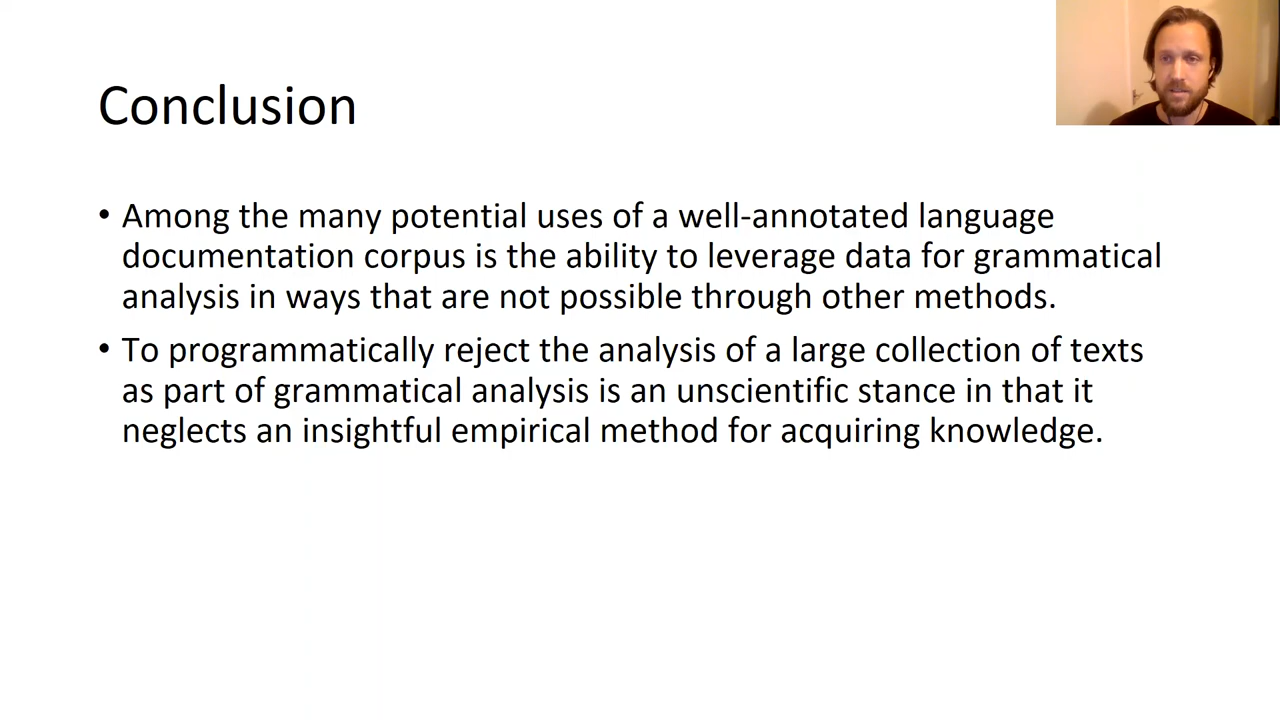 Conclusion
• Among the many potential uses of a well-annotated language
documentation corpus is the ability to leverage data for grammatical
analysis in ways that are not possible through other methods.
• To programmatically reject the analysis of a large collection of texts
as part of grammatical analysis is an unscientific stance in that it
neglects an insightful empirical method for acquiring knowledge.